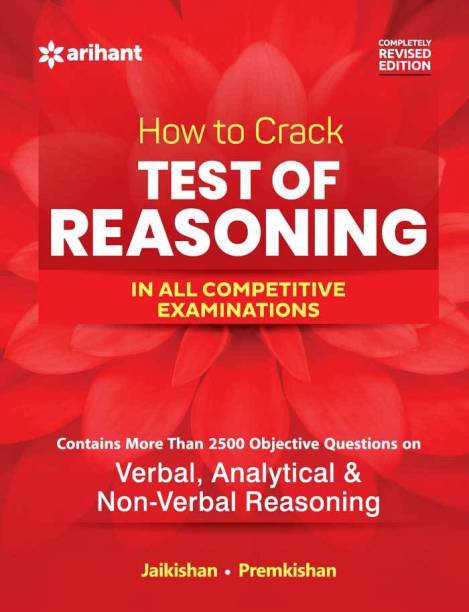 arihant
COMPLETELY
REVISED
EDITION
How to Crack
TEST OF
REASONING
IN ALL COMPETITIVE
EXAMINATIONS
Contains More Than 2500 Objective Questions on
Verbal, Analytical &
Non-Verbal Reasoning
Jaikishan • Premkishan